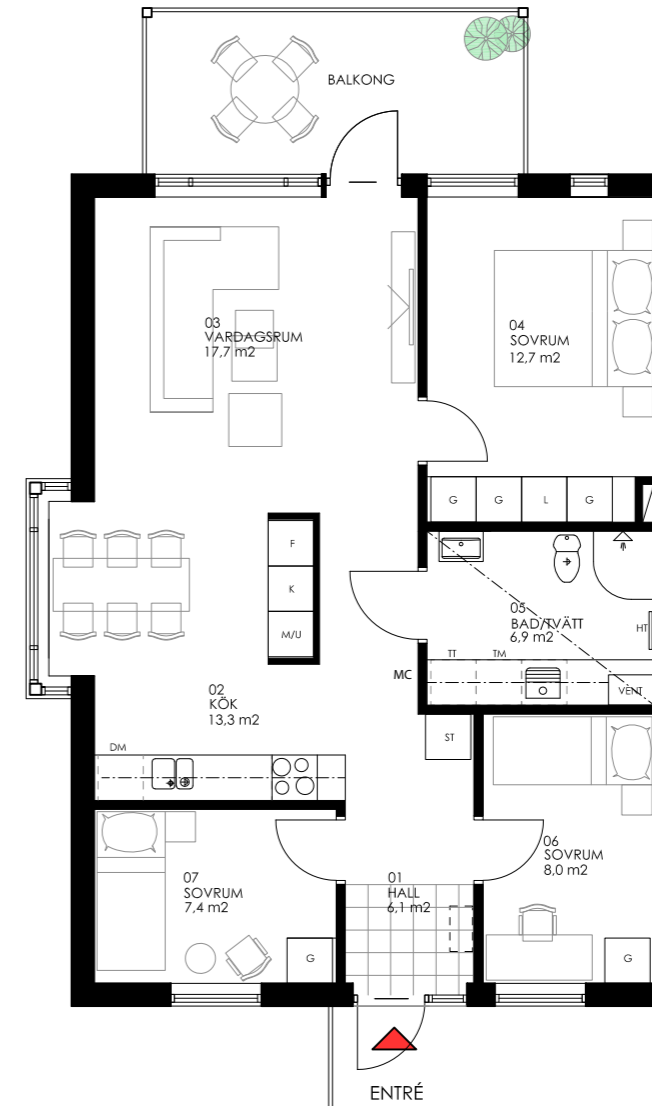 BALKONG
03
VARDAGSRUM
17,7 m2
04
SOVRUM
12,7 m2
G
G
L
G
F
K
M/U
05
BAD/TVÄTT
6,9 m2
HT
TT
TM
MC
VENT
02
KÖK
13,3 m2
ST
DM
06
SOVRUM
8,0 m2
07
SOVRUM
7,4 m2
01
HALL
6,1 m2
G
G
ENTRÉ